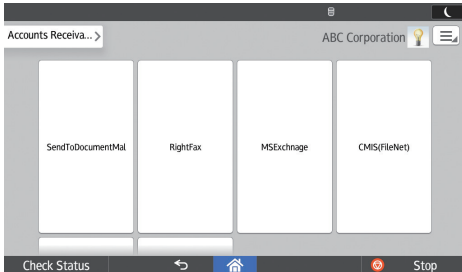 Accounts Receiva...
ABC Corporation
SendToDocumentMal
RightFax
MSExchnage
CMIS(FileNet)
Check Status
Stop